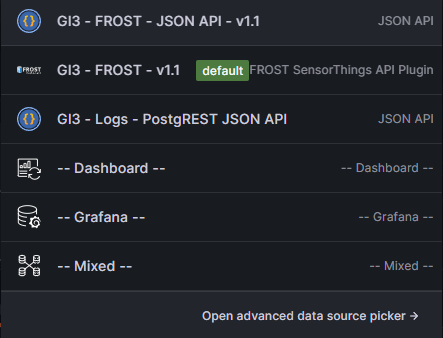 GI3 - FROST - JSON API - v1.1 JSON API
FROST GI3 - FROST - v1.1 default FROST SensorThings API Plugin
GI3 - Logs - PostgREST JSON API JSON API
-- Dashboard -- -- Dashboard --
-- Grafana -- -- Grafana --
-- Mixed -- -- Mixed --
Open advanced data source picker →